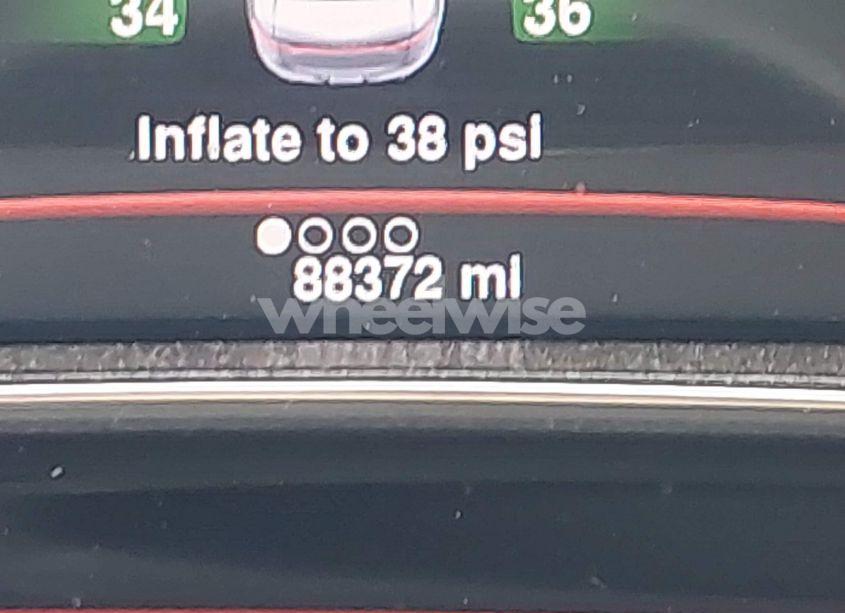 34 36
Inflate to 38 psi
88372 mi
wheelwise